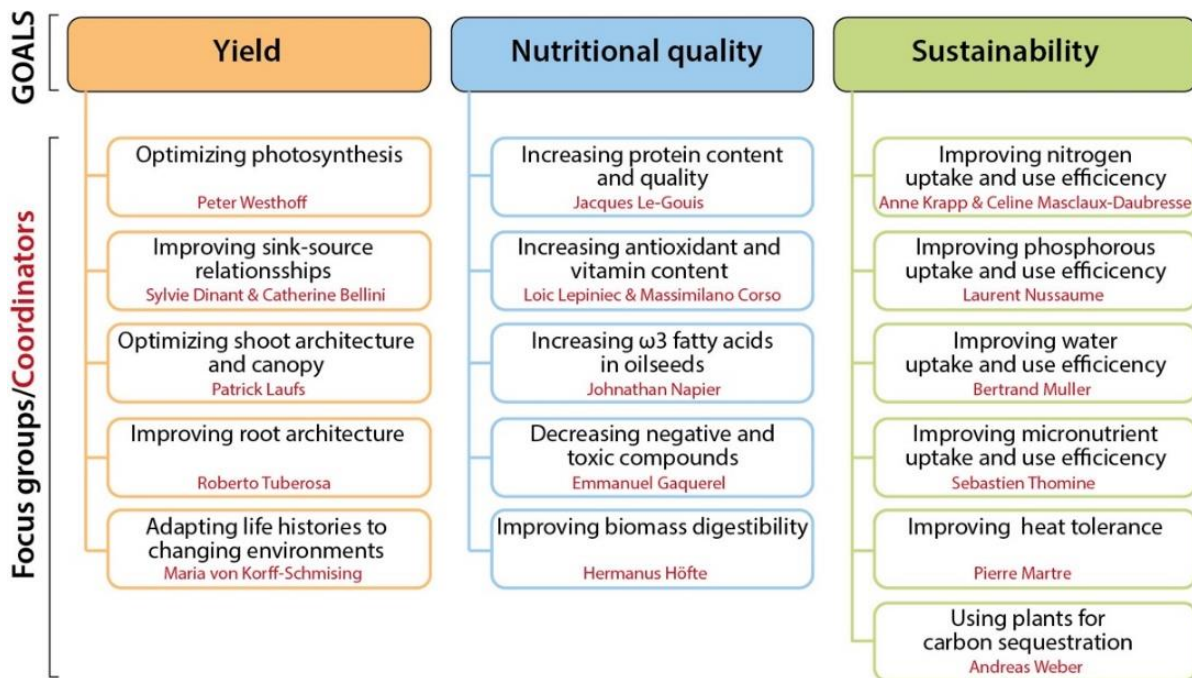 GOALS
Yield
Nutritional quality
Sustainability
Focus groups/Coordinators
Optimizing photosynthesis
Peter Westhoff
Improving sink-source
relationsships
Sylvie Dinant & Catherine Bellini
Optimizing shoot architecture
and canopy
Patrick Laufs
Improving root architecture
Roberto Tuberosa
Adapting life histories to
changing environments
Maria von Korff-Schmising
Increasing protein content
and quality
Jacques Le-Gouis
Increasing antioxidant and
vitamin content
Loic Lepiniec & Massimilano Corso
Increasing ω3 fatty acids
in oilseeds
Johnathan Napier
Decreasing negative and
toxic compounds
Emmanuel Gaquerel
Improving biomass digestibility
Hermanus Höfte
Improving nitrogen
uptake and use efficicency
Anne Krapp & Celine Masclaux-Daubresse
Improving phosphorous
uptake and use efficicency
Laurent Nussaume
Improving water
uptake and use efficicency
Bertrand Muller
Improving micronutrient
uptake and use efficicency
Sebastien Thomine
Improving heat tolerance
Pierre Martre
Using plants for
carbon sequestration
Andreas Weber